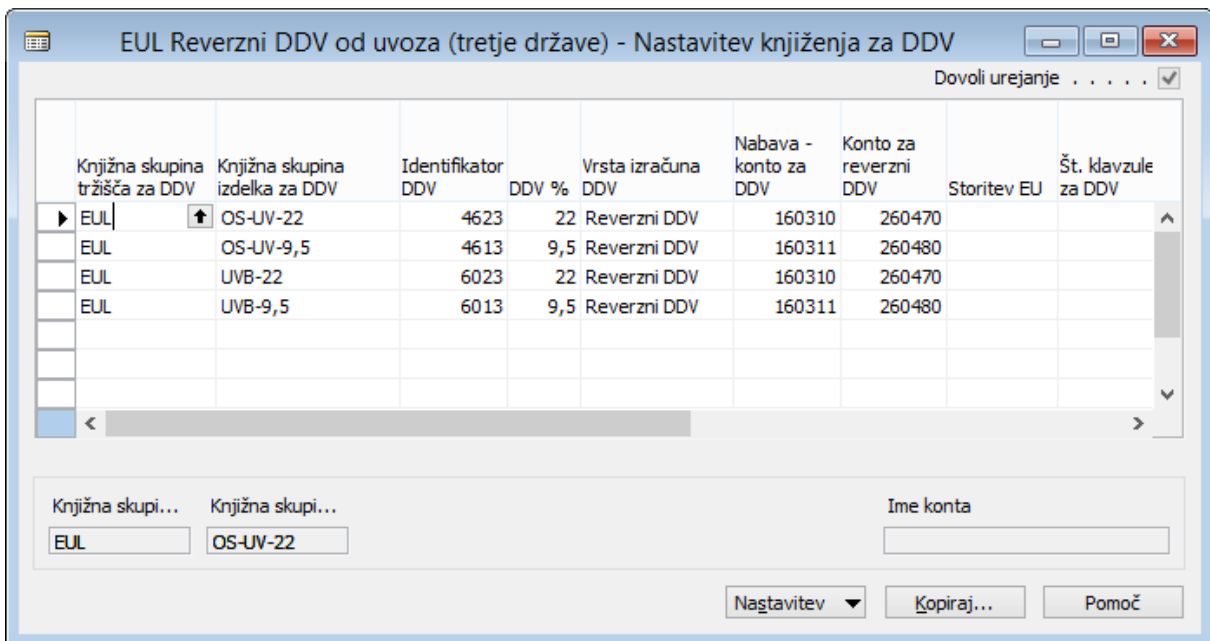 EUL Reverzni DDV od uvoza (tretje države) - Nastavitev knjiženja za DDV
Dovoli urejanje . . . . .
Knjižna skupina tržišča za DDV Knjižna skupina izdelka za DDV Identifikator DDV DDV % Vrsta izračuna DDV Nabava - konto za DDV Konto za reverzni DDV Storitev EU Št. klavzule za DDV
EUL OS-UV-22 4623 22 Reverzni DDV 160310 260470
EUL OS-UV-9,5 4613 9,5 Reverzni DDV 160311 260480
EUL UVB-22 6023 22 Reverzni DDV 160310 260470
EUL UVB-9,5 6013 9,5 Reverzni DDV 160311 260480
Knjižna skupi... Knjižna skupi... Ime konta
EUL OS-UV-22
Nastavitev Kopiraj... Pomoč